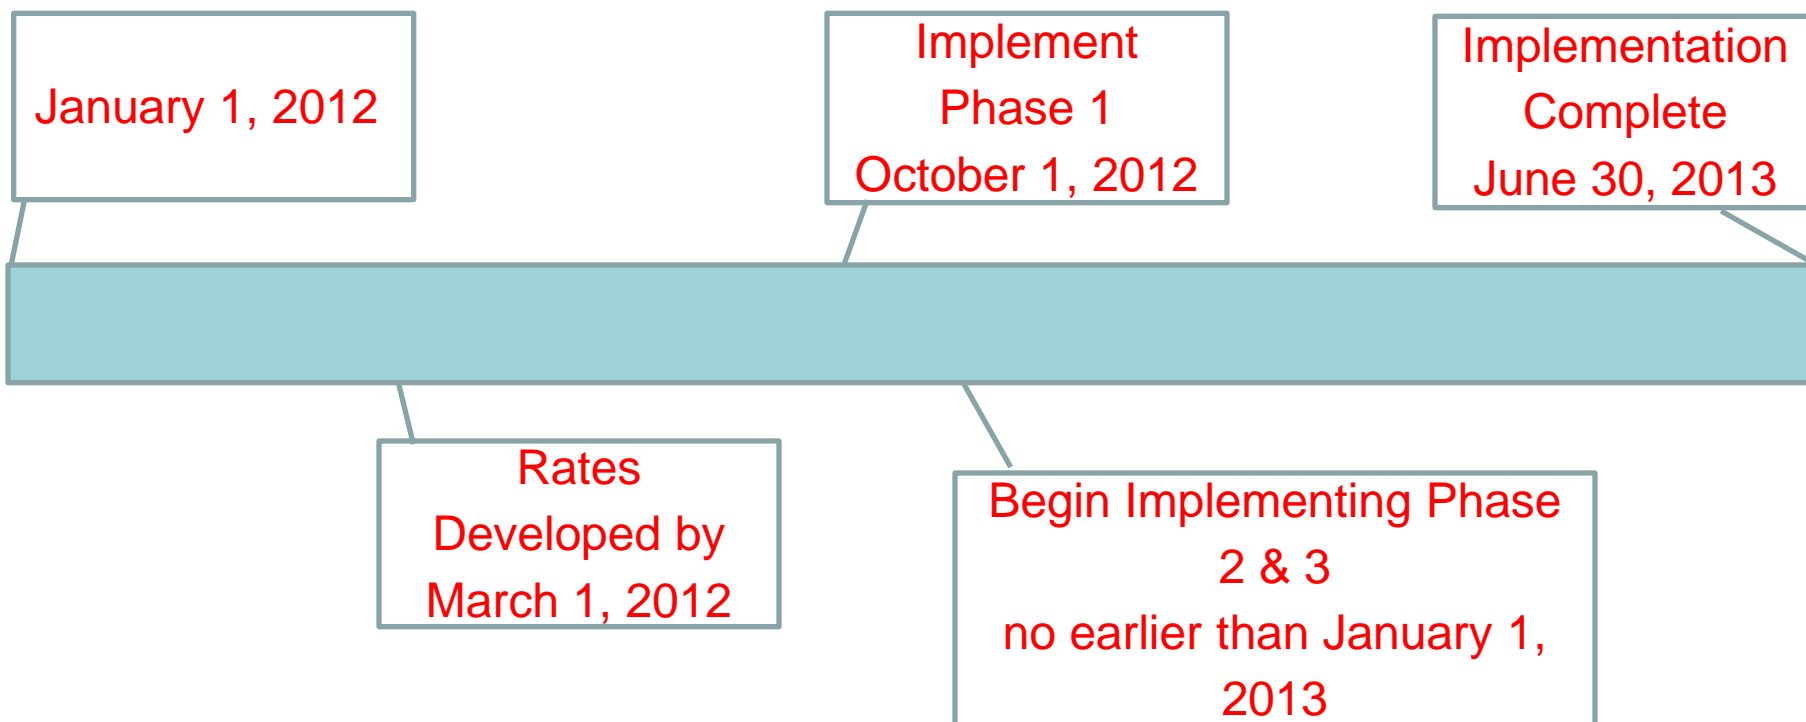 January 1, 2012
Implement
Phase 1
October 1, 2012
Implementation
Complete
June 30, 2013
Rates
Developed by
March 1, 2012
Begin Implementing Phase
2 & 3
no earlier than January 1,
2013